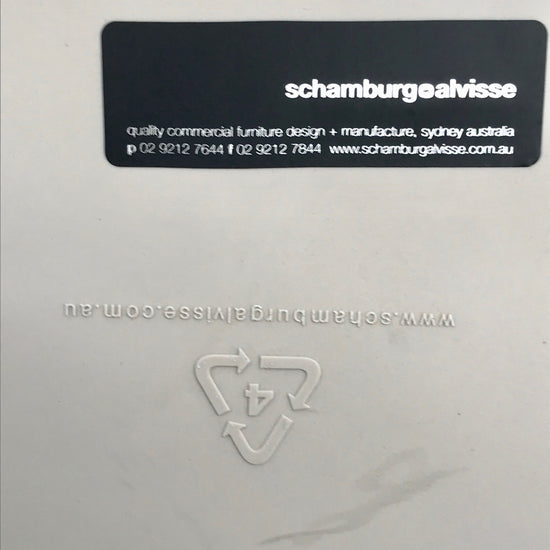 schamburg+alvisse
quality commercial furniture design + manufacture, sydney australia
p 02 9212 7644 f 02 9212 7844 www.schamburgalvisse.com.au
www.schamburgalvisse.com.au
4